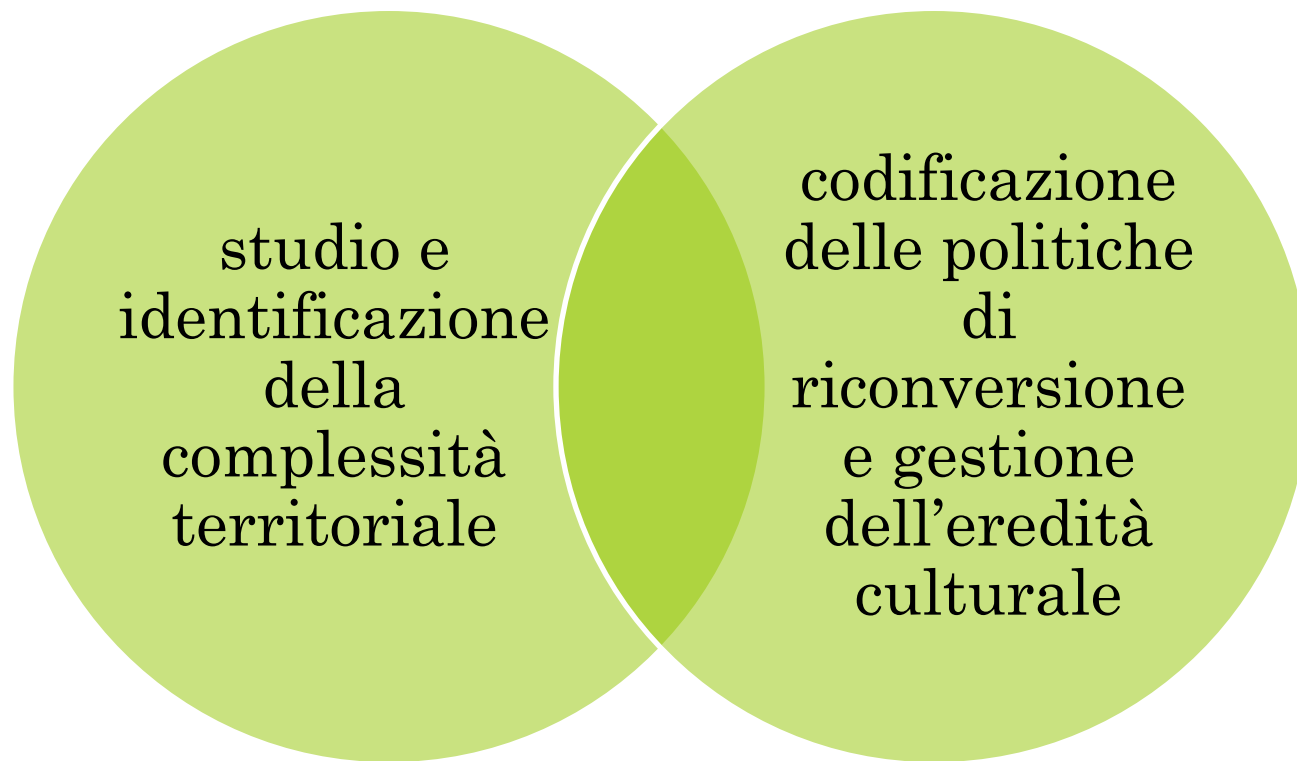 studio e
identificazione
della
complessità
territoriale
codificazione
delle politiche
di
riconversione
e gestione
dell’eredità
culturale